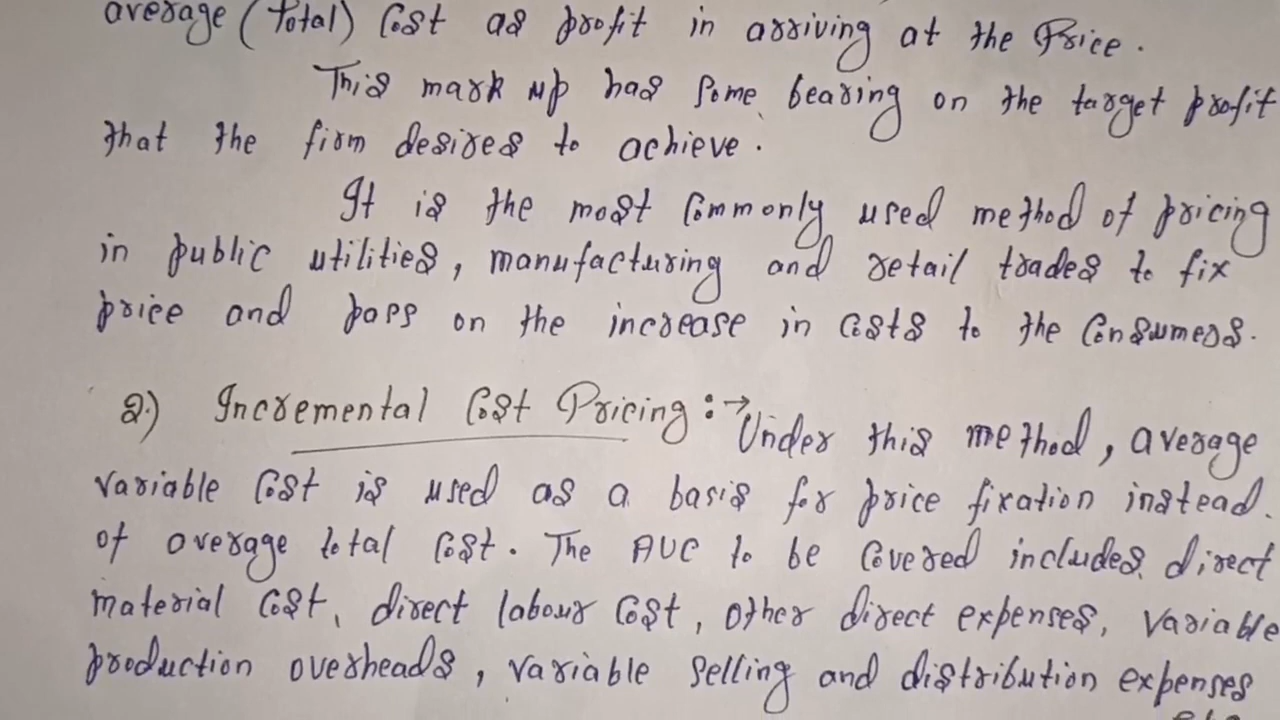 average (Total) Cost as profit in arriving at the Price.
This mark up has some bearing on the target profit
that the firm desires to achieve.
It is the most Commonly used method of pricing
in public utilities, manufacturing and retail trades to fix
price and pass on the increase in Costs to the Consumers.
2.) Incremental Cost Pricing :→ Under this method, average
variable Cost is used as a basis for price fixation instead.
of average total Cost. The AVC to be Covered includes direct
material Cost, direct labour Cost, other direct expenses, variable
production overheads, variable selling and distribution expenses